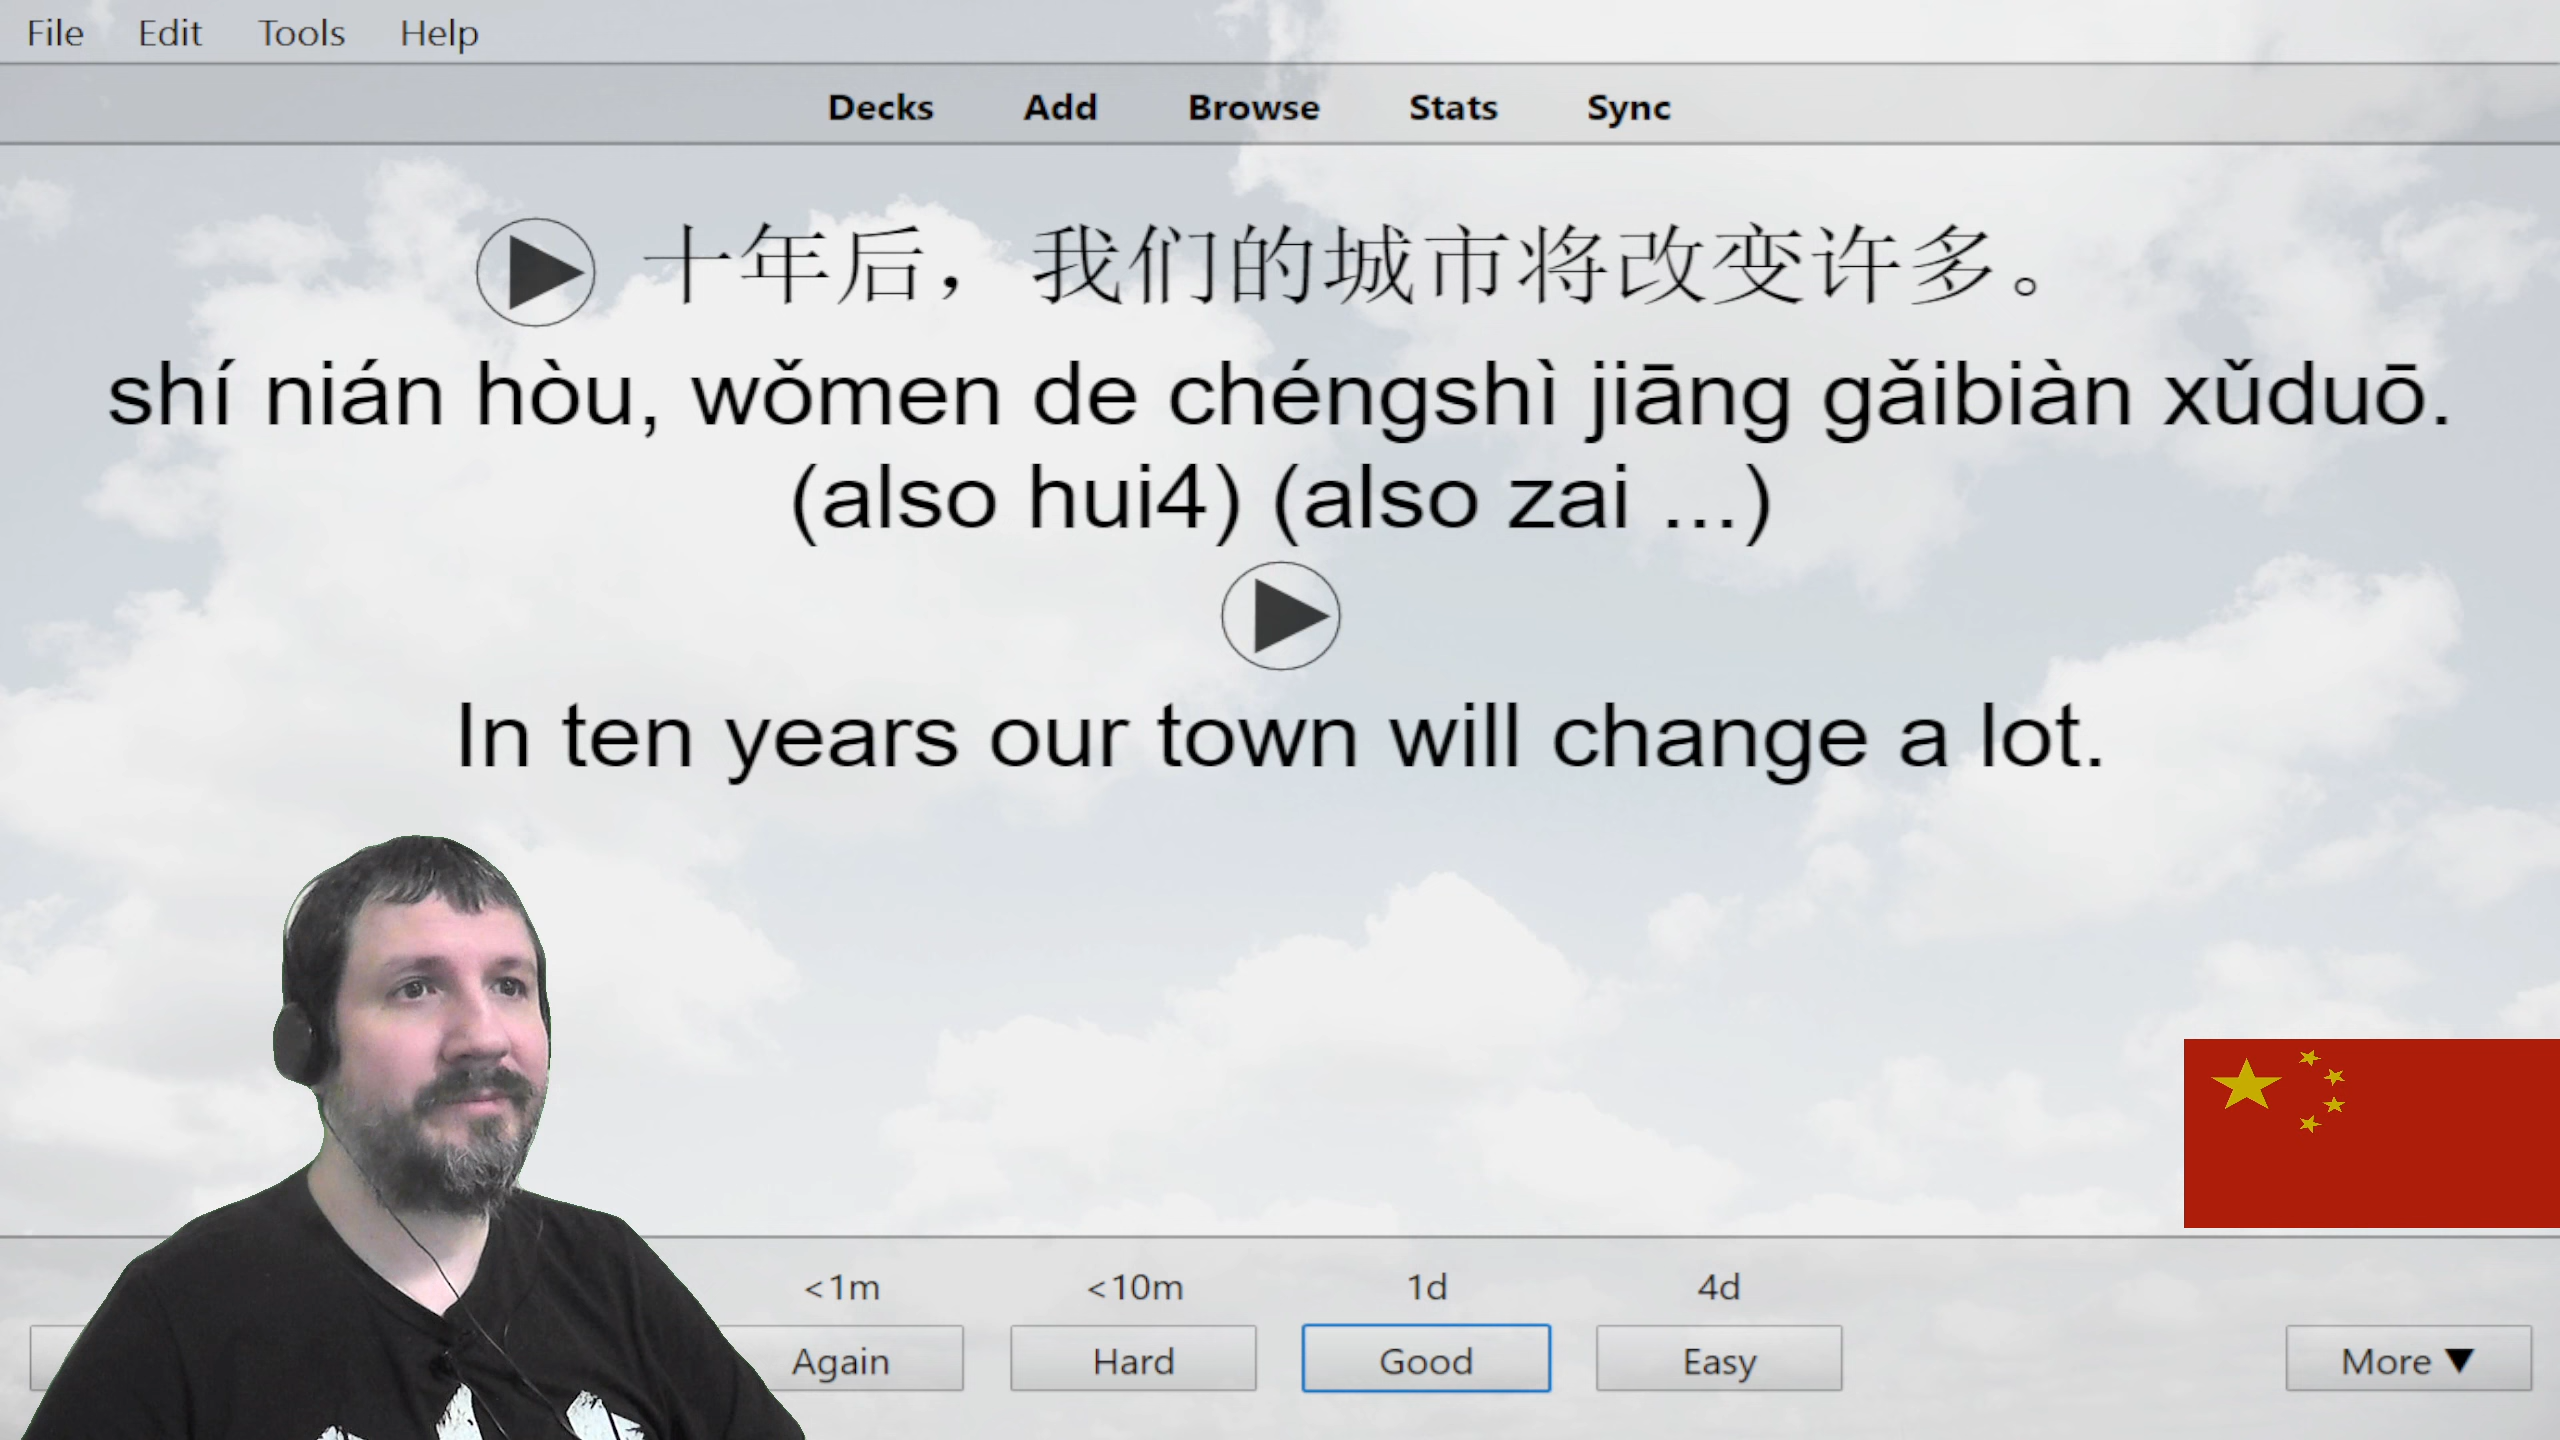 File Edit Tools Help
Decks Add Browse Stats Sync
十年后，我们的城市将改变许多。
shí nián hòu, wǒmen de chéngshì jiāng gǎibiàn xǔduō.
(also hui4) (also zai ...)
In ten years our town will change a lot.
<1m <10m 1d 4d
Again Hard Good Easy More ▼